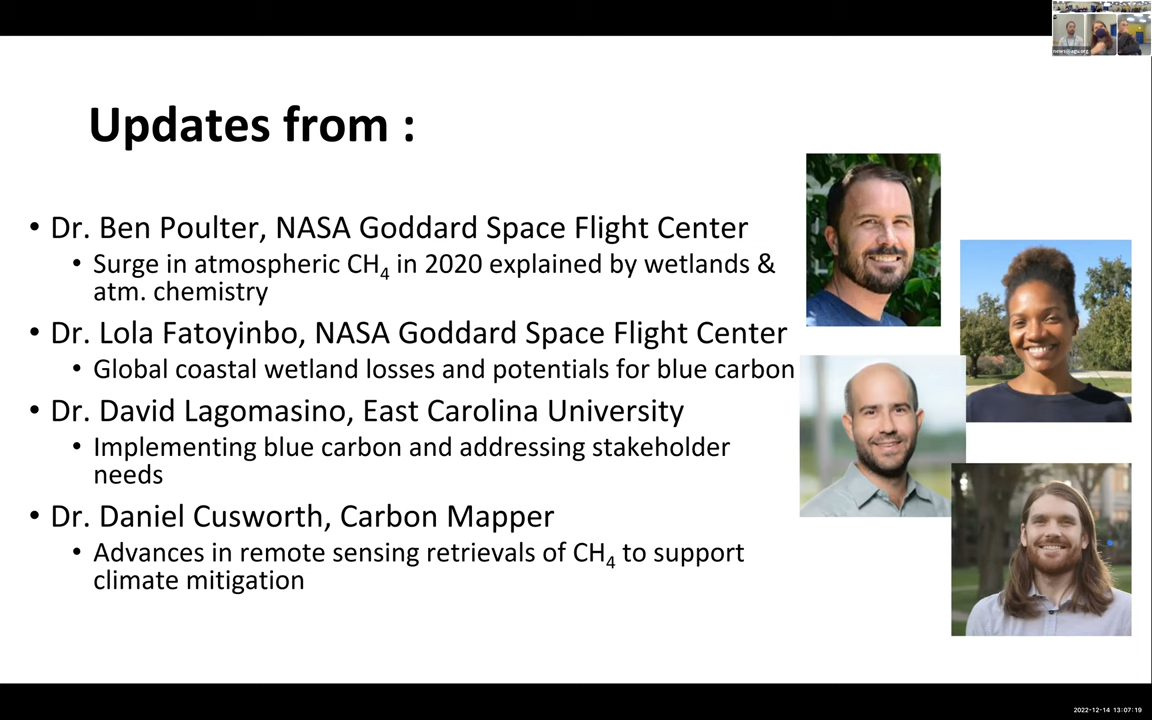 news@agu.org
Updates from :
• Dr. Ben Poulter, NASA Goddard Space Flight Center
• Surge in atmospheric CH₄ in 2020 explained by wetlands &
atm. chemistry
• Dr. Lola Fatoyinbo, NASA Goddard Space Flight Center
• Global coastal wetland losses and potentials for blue carbon
• Dr. David Lagomasino, East Carolina University
• Implementing blue carbon and addressing stakeholder
needs
• Dr. Daniel Cusworth, Carbon Mapper
• Advances in remote sensing retrievals of CH₄ to support
climate mitigation
2022-12-14 13:07:19